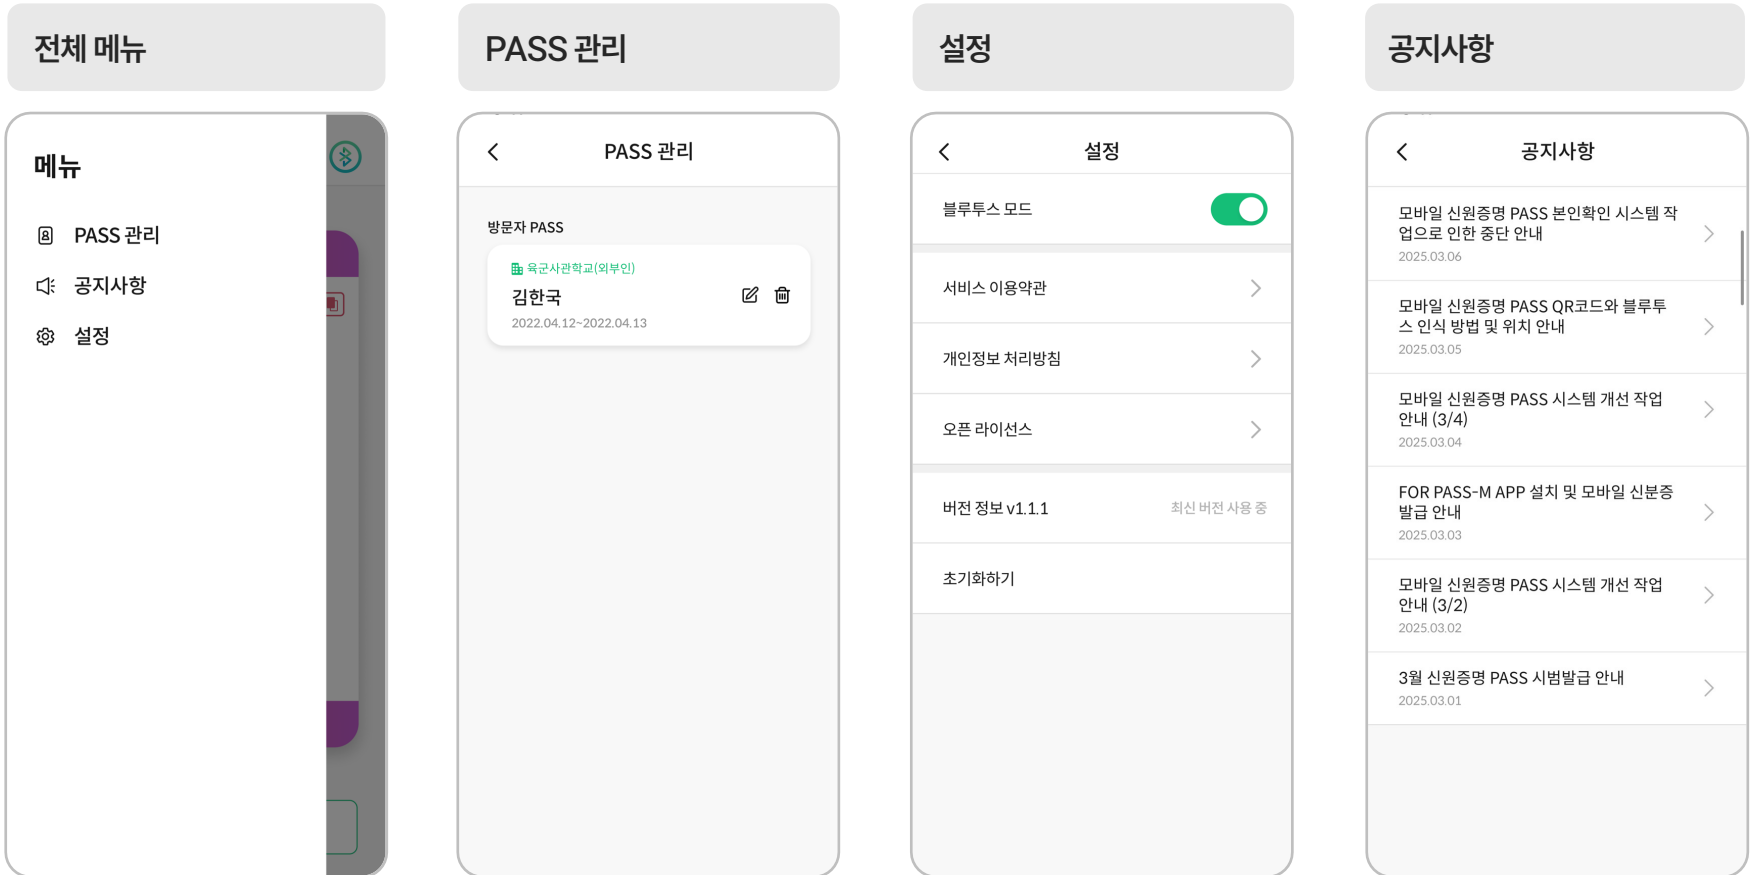 전체 메뉴
메뉴
PASS 관리
공지사항
설정
PASS 관리
PASS 관리
방문자 PASS
육군사관학교(외부인)
김한국
2022.04.12~2022.04.13
설정
설정
블루투스 모드
서비스 이용약관
개인정보 처리방침
오픈 라이선스
버전 정보 v1.1.1
최신 버전 사용 중
초기화하기
공지사항
공지사항
모바일 신원증명 PASS 본인확인 시스템 작
업으로 인한 중단 안내
2025.03.06
모바일 신원증명 PASS QR코드와 블루투
스 인식 방법 및 위치 안내
2025.03.05
모바일 신원증명 PASS 시스템 개선 작업
안내 (3/4)
2025.03.04
FOR PASS-M APP 설치 및 모바일 신분증
발급 안내
2025.03.03
모바일 신원증명 PASS 시스템 개선 작업
안내 (3/2)
2025.03.02
3월 신원증명 PASS 시범발급 안내
2025.03.01